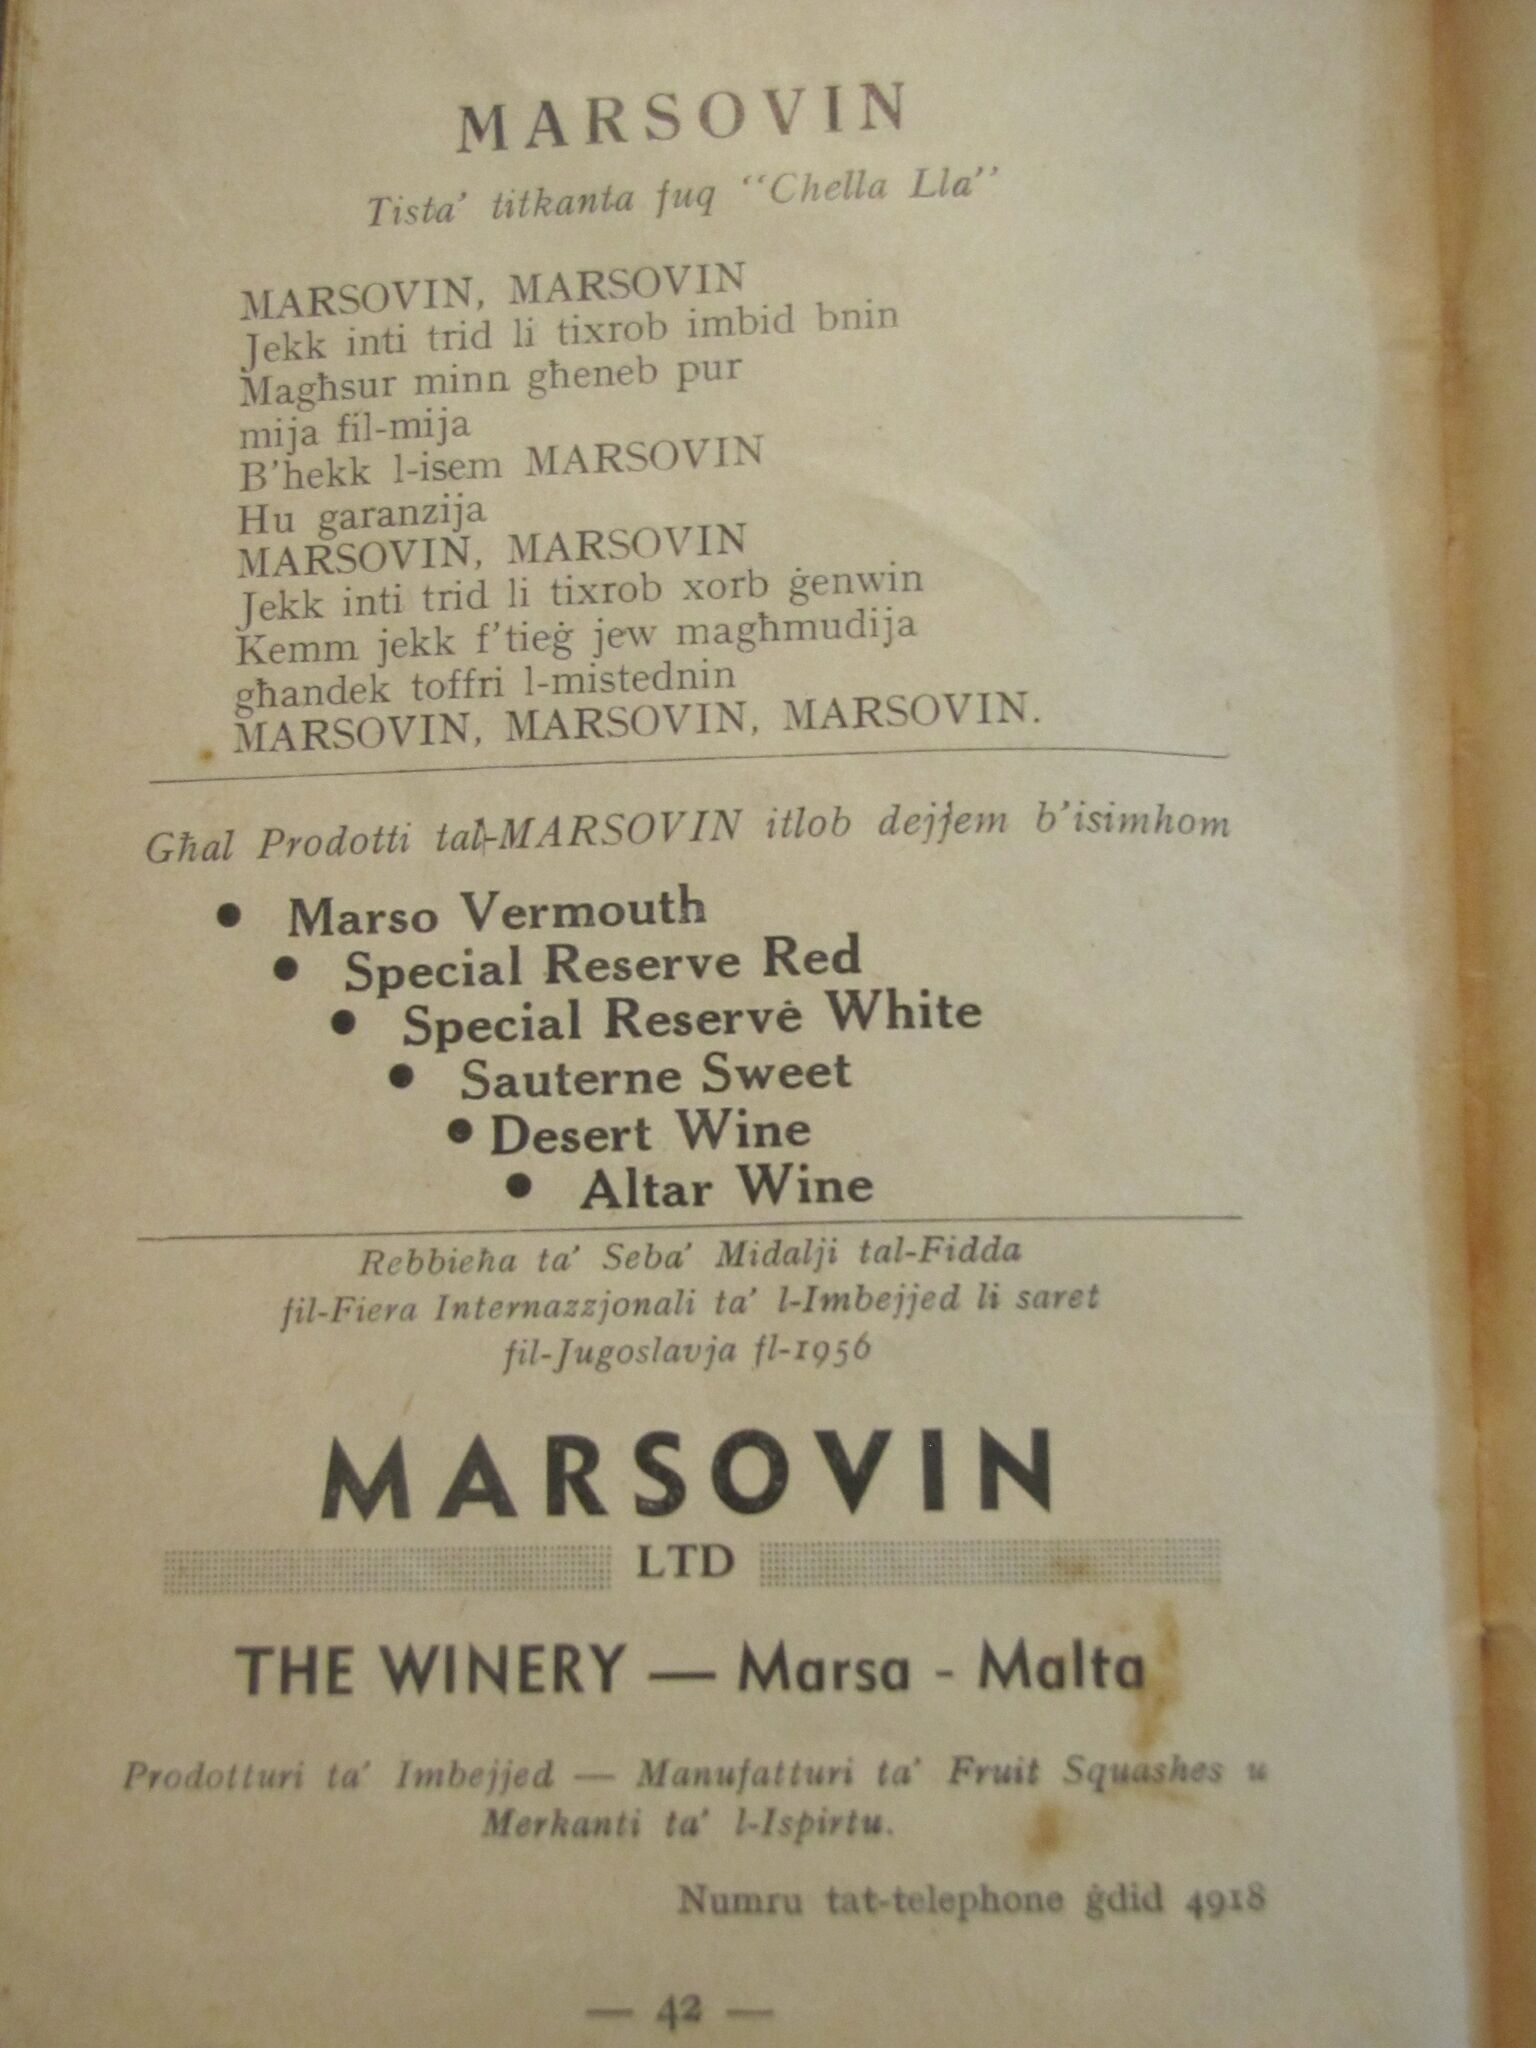 MARSOVIN
Tista' titkanta fuq "Chella Lla"
MARSOVIN, MARSOVIN
Jekk inti trid li tixrob imbid bnin
Magħsur minn għeneb pur
mija fil-mija
B'hekk l-isem MARSOVIN
Hu garanzija
MARSOVIN, MARSOVIN
Jekk inti trid li tixrob xorb ġenwin
Kemm jekk f'tieġ jew magħmudija
għandek toffri l-mistednin
MARSOVIN, MARSOVIN, MARSOVIN.
Għal Prodotti tal-MARSOVIN itlob dejjem b'isimhom
• Marso Vermouth
• Special Reserve Red
• Special Reserve White
• Sauterne Sweet
• Desert Wine
• Altar Wine
Rebbieħa ta' Seba' Midalji tal-Fidda
fil-Fiera Internazzjonali ta' l-Imbejjed li saret
fil-Jugoslavja fl-1956
MARSOVIN
LTD
THE WINERY — Marsa - Malta
Prodotturi ta' Imbejjed — Manufatturi ta' Fruit Squashes u
Merkanti ta' l-Ispirtu.
Numru tat-telephone ġdid 4918
— 42 —